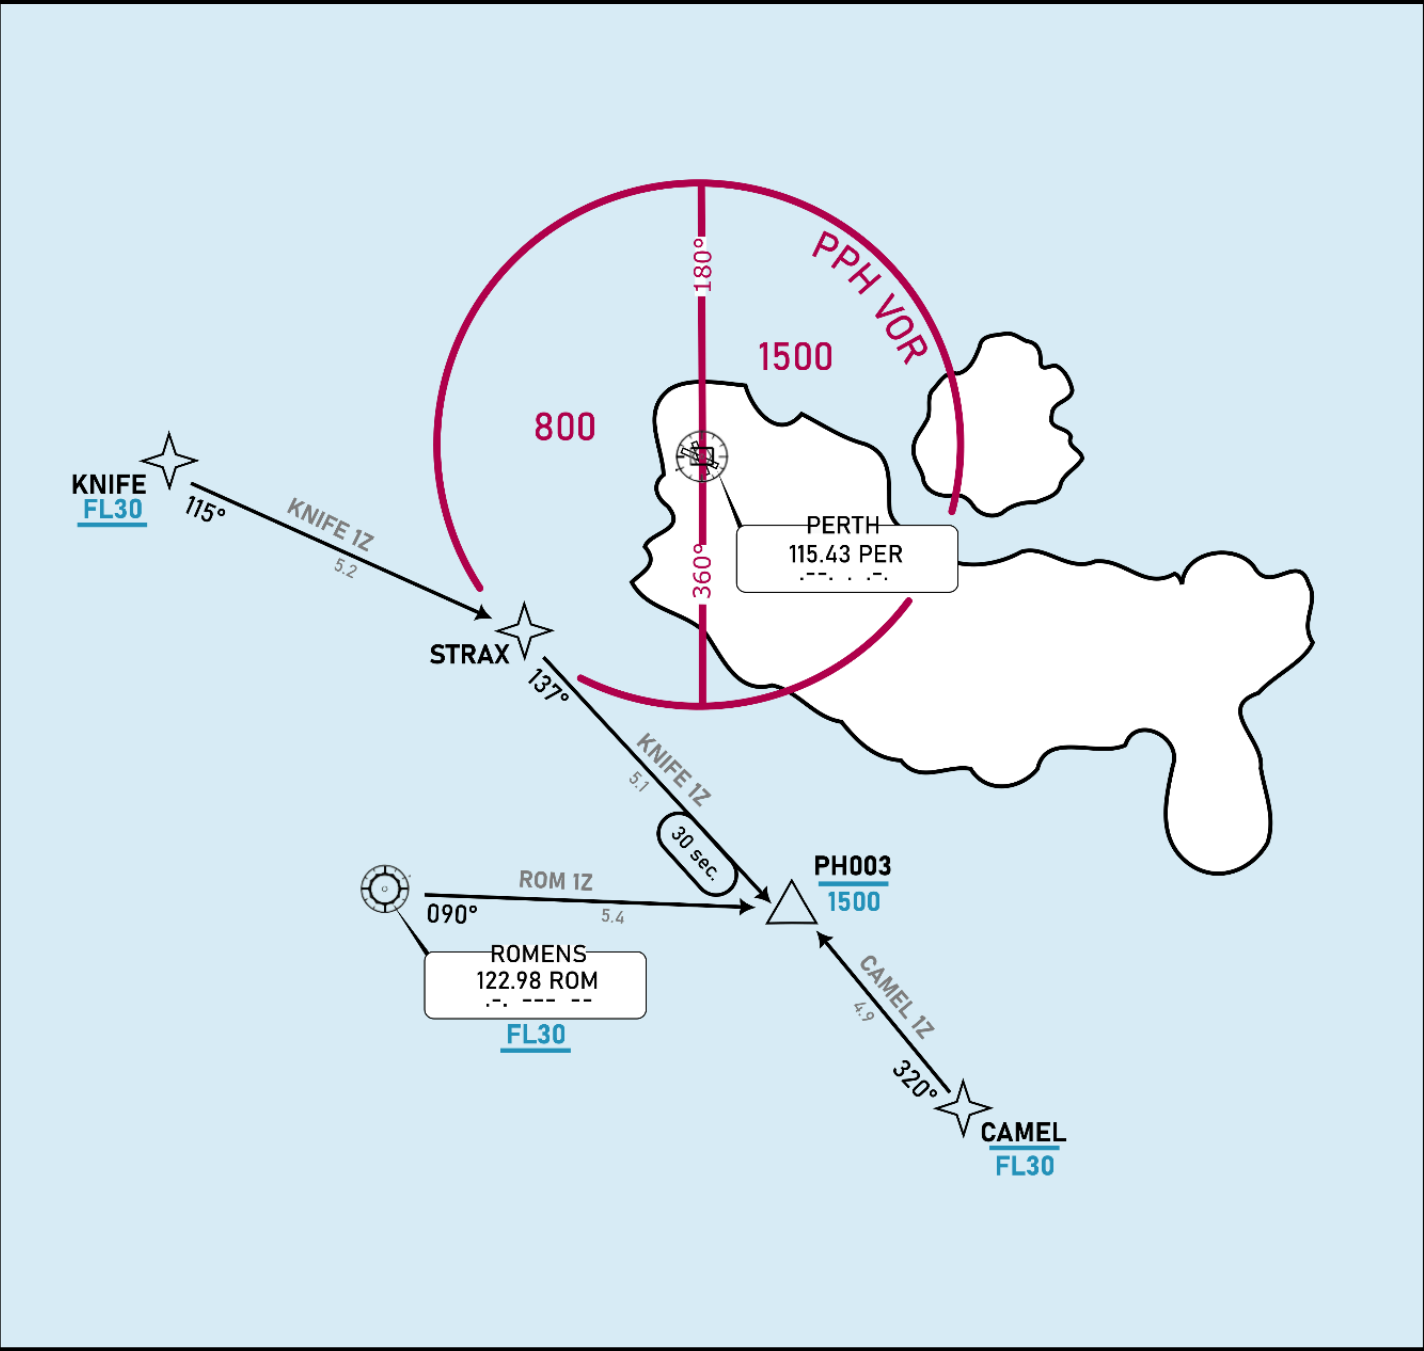 PPH VOR
180°
1500
800
KNIFE
FL30
115°
KNIFE 1Z
5.2
PERTH
115.43 PER
.--. . .-.
360°
STRAX
137°
KNIFE 1Z
5.1
30 sec.
PH003
1500
ROM 1Z
5.4
090°
ROMENS
122.98 ROM
.-. --- --
FL30
CAMEL 1Z
4.9
320°
CAMEL
FL30